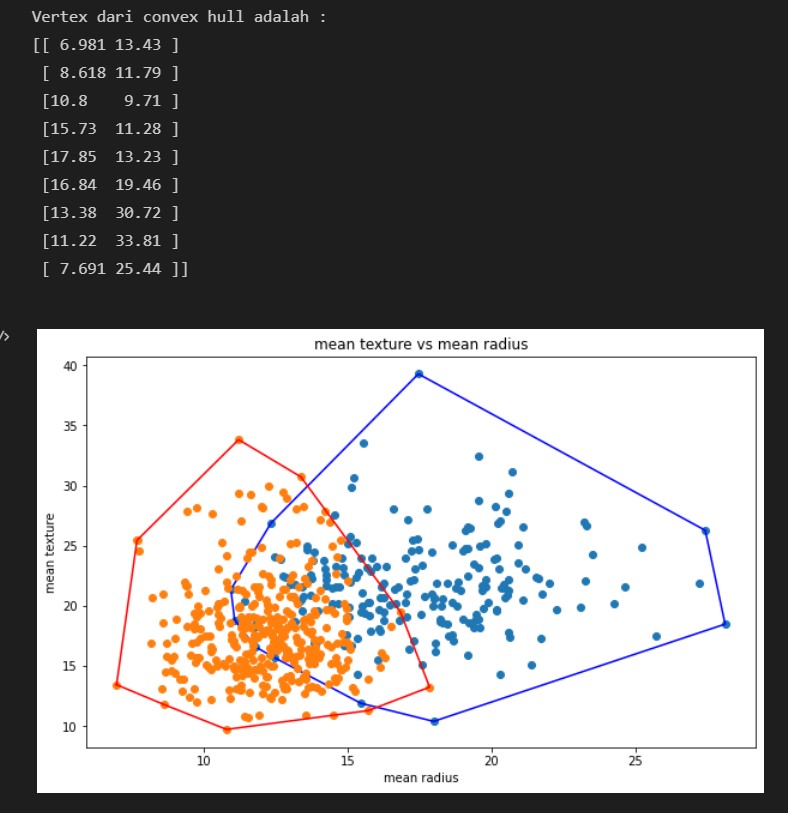 Vertex dari convex hull adalah :
[[ 6.981 13.43 ]
[ 8.618 11.79 ]
[10.8    9.71 ]
[15.73  11.28 ]
[17.85  13.23 ]
[16.84  19.46 ]
[13.38  30.72 ]
[11.22  33.81 ]
[ 7.691 25.44 ]]
/>
mean texture vs mean radius
40
35
30
25
20
15
10
mean texture
10 15 20 25
mean radius